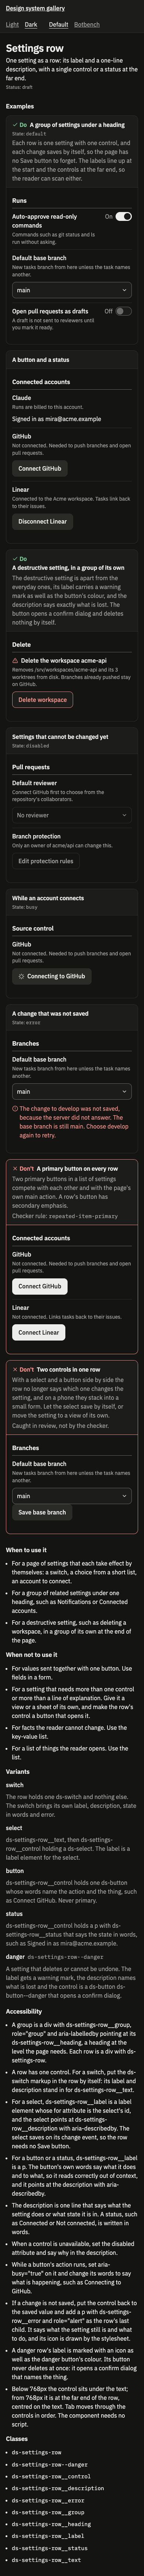 Design system gallery
Light Dark Default Botbench
Settings row
One setting as a row: its label and a one-line
description, with a single control or a status at the
far end.
Status: draft
Examples
Do A group of settings under a heading
State: default
Each row is one setting with one control, and
each change saves by itself, so the page has
no Save button to forget. The labels line up at
the start and the controls at the far end, so
the reader can scan either.
Runs
Auto-approve read-only
commands
On
Commands such as git status and ls
run without asking.
Default base branch
New tasks branch from here unless the task names
another.
main
Open pull requests as drafts
Off
A draft is not sent to reviewers until
you mark it ready.
A button and a status
Connected accounts
Claude
Runs are billed to this account.
Signed in as mira@acme.example
GitHub
Not connected. Needed to push branches and open
pull requests.
Connect GitHub
Linear
Connected to the Acme workspace. Tasks link back
to their issues.
Disconnect Linear
Do
A destructive setting, in a group of its own
The destructive setting is apart from the
everyday ones, its label carries a warning
mark as well as the button's colour, and the
description says exactly what is lost. The
button opens a confirm dialog and deletes
nothing by itself.
Delete
Delete the workspace acme-api
Removes /srv/workspaces/acme-api and its 3
worktrees from disk. Branches already pushed stay
on GitHub.
Delete workspace
Settings that cannot be changed yet
State: disabled
Pull requests
Default reviewer
Connect GitHub first to choose from the
repository's collaborators.
No reviewer
Branch protection
Only an owner of acme/api can change this.
Edit protection rules
While an account connects
State: busy
Source control
GitHub
Not connected. Needed to push branches and open
pull requests.
Connecting to GitHub
A change that was not saved
State: error
Branches
Default base branch
New tasks branch from here unless the task names
another.
main
The change to develop was not saved,
because the server did not answer. The
base branch is still main. Choose develop
again to retry.
Don't A primary button on every row
Two primary buttons in a list of settings
compete with each other and with the page's
own main action. A row's button has
secondary emphasis.
Checker rule: repeated-item-primary
Connected accounts
GitHub
Not connected. Needed to push branches and open
pull requests.
Connect GitHub
Linear
Not connected. Links tasks back to their issues.
Connect Linear
Don't Two controls in one row
With a select and a button side by side the
row no longer says which one changes the
setting, and on a phone they stack into a
small form. Let the select save by itself, or
move the setting to a view of its own.
Caught in review, not by the checker.
Branches
Default base branch
New tasks branch from here unless the task names
another.
main
Save base branch
When to use it
• For a page of settings that each take effect by
themselves: a switch, a choice from a short list,
an account to connect.
• For a group of related settings under one
heading, such as Notifications or Connected
accounts.
• For a destructive setting, such as deleting a
workspace, in a group of its own at the end of
the page.
When not to use it
• For values sent together with one button. Use
fields in a form.
• For a setting that needs more than one control
or more than a line of explanation. Give it a
view or a sheet of its own, and make the row's
control a button that opens it.
• For facts the reader cannot change. Use the
key-value list.
• For a list of things the reader opens. Use the
list.
Variants
switch
The row holds one ds-switch and nothing else.
The switch brings its own label, description, state
in words and error.
select
ds-settings-row__text, then ds-settings-
row__control holding a ds-select. The label is a
label element for the select.
button
ds-settings-row__control holds one ds-button
whose words name the action and the thing, such
as Connect GitHub. Never primary.
status
ds-settings-row__control holds a p with ds-
settings-row__status that says the state in words,
such as Signed in as mira@acme.example.
danger ds-settings-row--danger
A setting that deletes or cannot be undone. The
label gets a warning mark, the description names
what is lost and the control is a ds-button ds-
button--danger that opens a confirm dialog.
Accessibility
• A group is a div with ds-settings-row__group,
role="group" and aria-labelledby pointing at its
ds-settings-row__heading, a heading at the
level the page needs. Each row is a div with ds-
settings-row.
• A row has one control. For a switch, put the ds-
switch markup in the row by itself: its label and
description stand in for ds-settings-row__text.
• For a select, ds-settings-row__label is a label
element whose for attribute is the select's id,
and the select points at ds-settings-
row__description with aria-describedby. The
select saves on its change event, so the row
needs no Save button.
• For a button or a status, ds-settings-row__label
is a p. The button's own words say what it does
and to what, so it reads correctly out of context,
and it points at the description with aria-
describedby.
• The description is one line that says what the
setting does or what state it is in. A status, such
as Connected or Not connected, is written in
words.
• When a control is unavailable, set the disabled
attribute and say why in the description.
• While a button's action runs, set aria-
busy="true" on it and change its words to say
what is happening, such as Connecting to
GitHub.
• If a change is not saved, put the control back to
the saved value and add a p with ds-settings-
row__error and role="alert" as the text's last
child. It says what the setting still is and what
to do, and its icon is drawn by the stylesheet.
• A danger row's label is marked with an icon as
well as the danger button's colour. Its button
never deletes at once: it opens a confirm dialog
that names the thing.
• Below 768px the control sits under the text;
from 768px it is at the far end of the row,
centred on the text. Tab moves through the
controls in order. The component needs no
script.
Classes
• ds-settings-row
• ds-settings-row--danger
• ds-settings-row__control
• ds-settings-row__description
• ds-settings-row__error
• ds-settings-row__group
• ds-settings-row__heading
• ds-settings-row__label
• ds-settings-row__status
• ds-settings-row__text